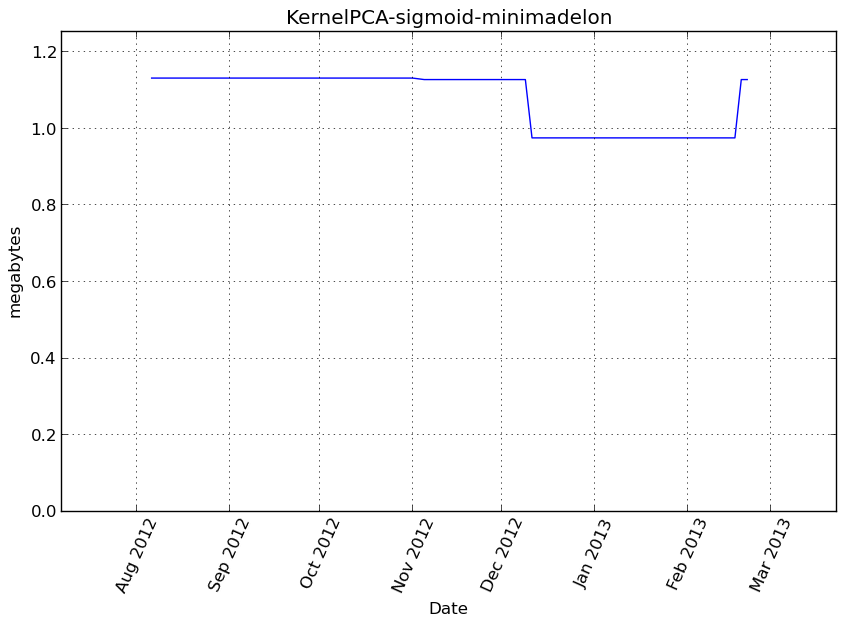 KernelPCA-sigmoid-minimadelon
1.2
1.0
0.8
0.6
0.4
0.2
0.0
megabytes
Aug 2012
Sep 2012
Oct 2012
Nov 2012
Dec 2012
Jan 2013
Feb 2013
Mar 2013
Date